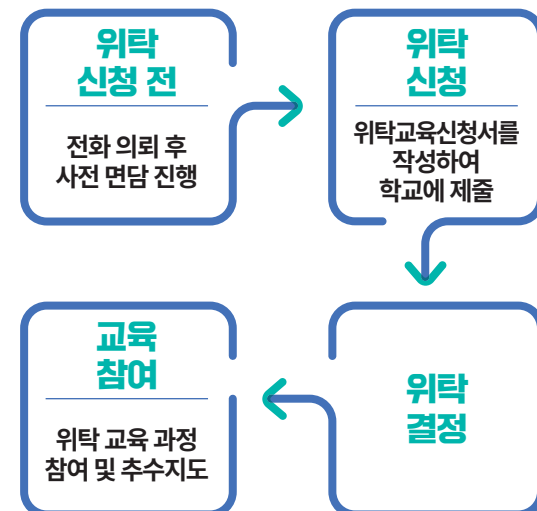 위탁
신청 전
전화 의뢰 후
사전 면담 진행
위탁
신청
위탁교육신청서를
작성하여
학교에 제줄
위탁
결정
교육
참여
위탁 교육 과정
참여 및 추수지도